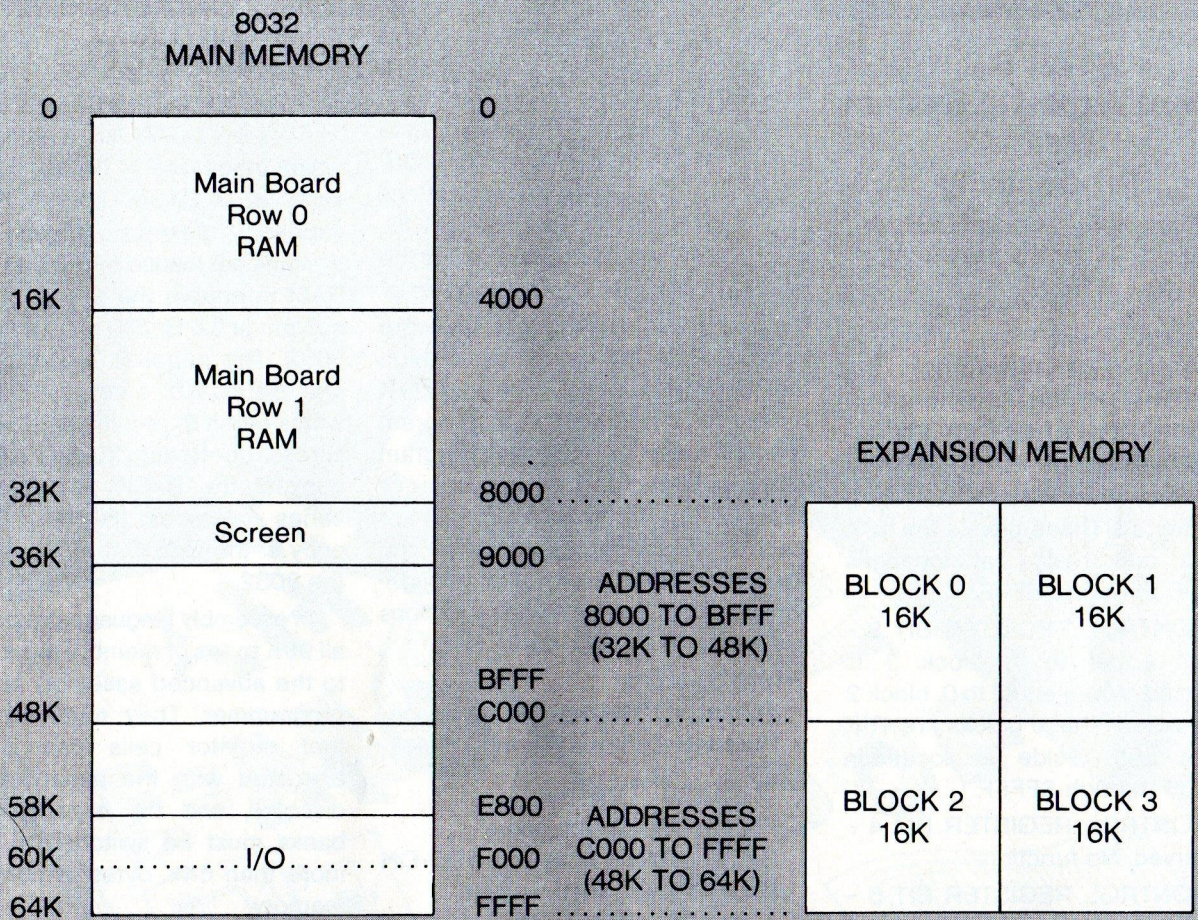 8032
MAIN MEMORY
0
0
Main Board
Row 0
RAM
16K
4000
Main Board
Row 1
RAM
EXPANSION MEMORY
32K
8000
Screen
36K
9000
ADDRESSES
8000 TO BFFF
(32K TO 48K)
BLOCK 0
16K
BLOCK 1
16K
BFFF
48K
C000
58K
E800
ADDRESSES
C000 TO FFFF
(48K TO 64K)
BLOCK 2
16K
BLOCK 3
16K
60K
I/O
F000
64K
FFFF